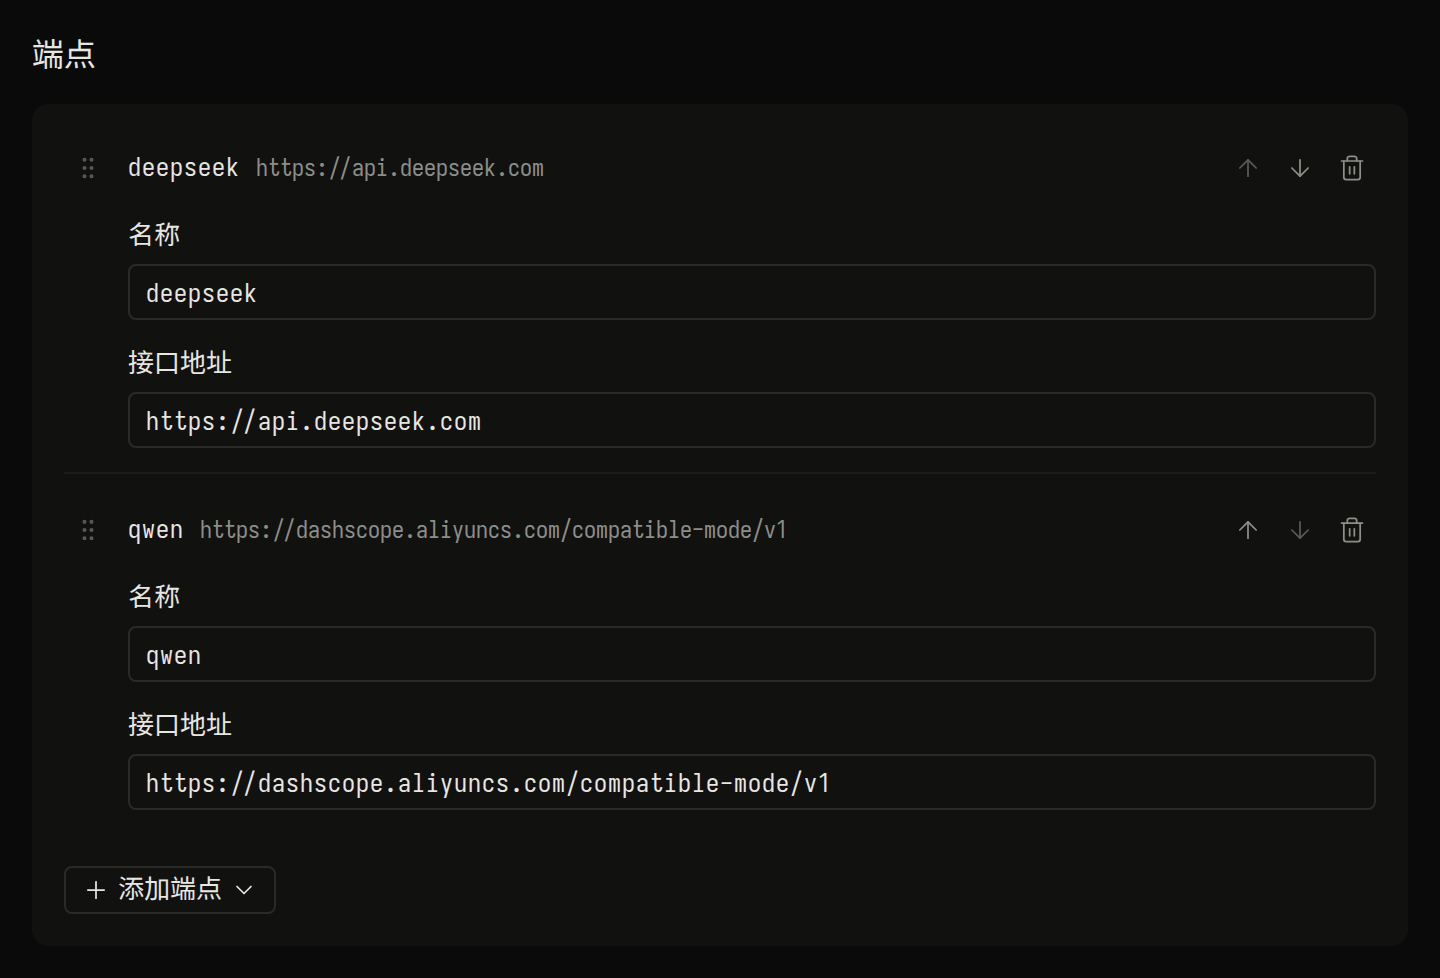 端点
deepseek https://api.deepseek.com
名称
deepseek
接口地址
https://api.deepseek.com
qwen https://dashscope.aliyuncs.com/compatible-mode/v1
名称
qwen
接口地址
https://dashscope.aliyuncs.com/compatible-mode/v1
添加端点